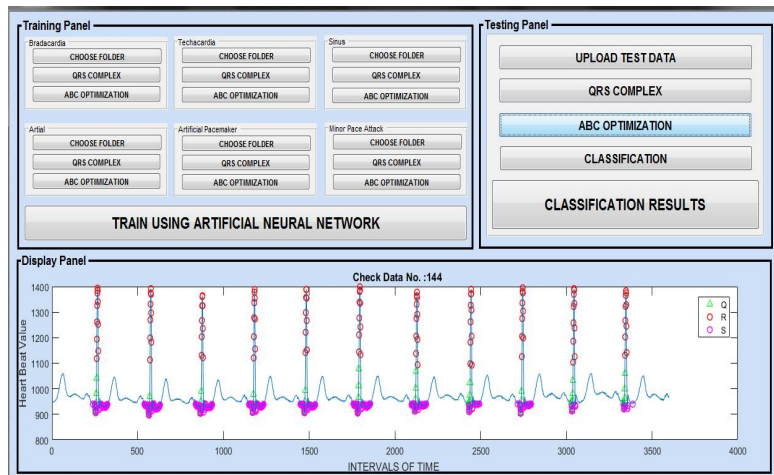 Training Panel
Bradacardia
CHOOSE FOLDER
QRS COMPLEX
ABC OPTIMIZATION
Techacardia
CHOOSE FOLDER
QRS COMPLEX
ABC OPTIMIZATION
Sinus
CHOOSE FOLDER
QRS COMPLEX
ABC OPTIMIZATION
Artial
CHOOSE FOLDER
QRS COMPLEX
ABC OPTIMIZATION
Artificial Pacemaker
CHOOSE FOLDER
QRS COMPLEX
ABC OPTIMIZATION
Minor Pace Attack
CHOOSE FOLDER
QRS COMPLEX
ABC OPTIMIZATION
TRAIN USING ARTIFICIAL NEURAL NETWORK
Testing Panel
UPLOAD TEST DATA
QRS COMPLEX
ABC OPTIMIZATION
CLASSIFICATION
CLASSIFICATION RESULTS
Display Panel
Check Data No. :144
Heart Beat Value
1400
1300
1200
1100
1000
900
800
Q
R
S
0 500 1000 1500 2000 2500 3000 3500 4000
INTERVALS OF TIME